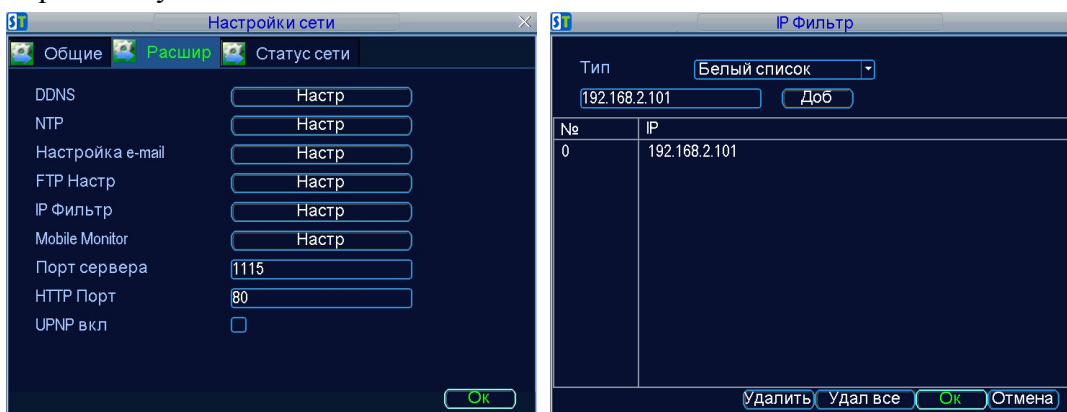 ST Настройки сети
Общие Расшир Статус сети
DDNS Настр
NTP Настр
Настройка e-mail Настр
FTP Настр Настр
IP Фильтр Настр
Mobile Monitor Настр
Порт сервера 1115
HTTP Порт 80
UPNP вкл
Ок
ST IP Фильтр
Тип Белый список
192.168.2.101 Доб
№ IP
0 192.168.2.101
Удалить Удал все Ок Отмена